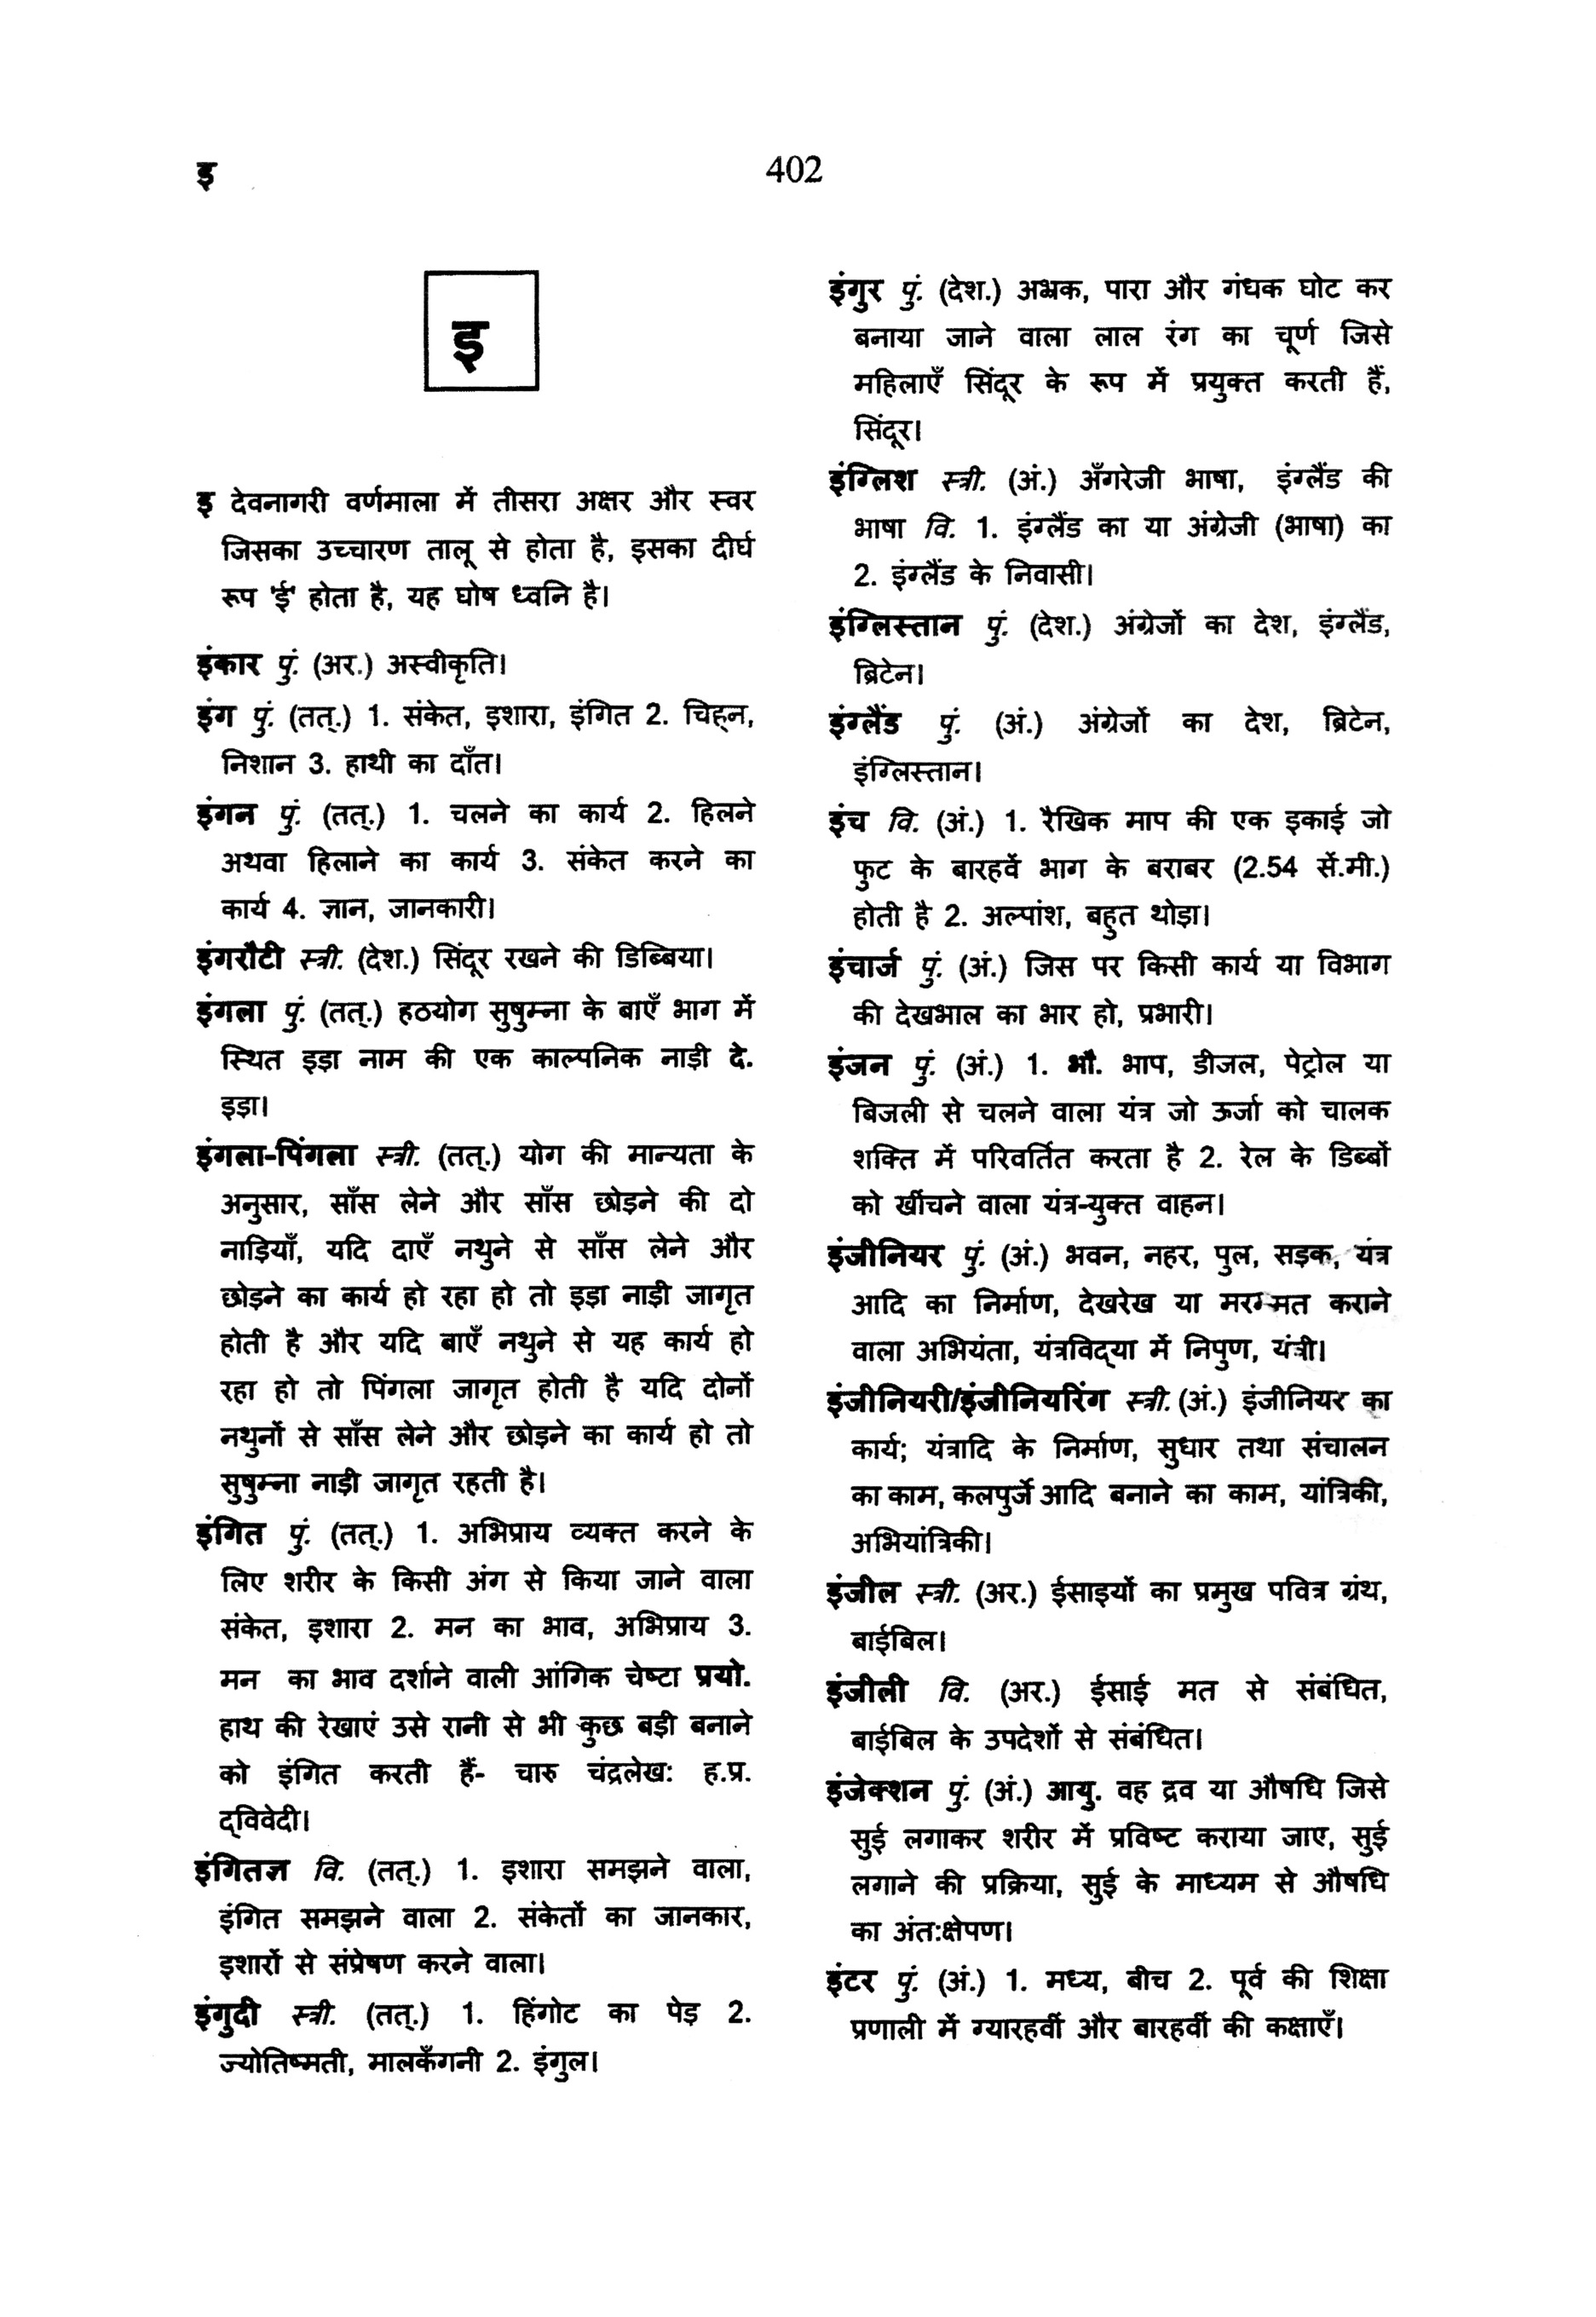 इ
402
इ
इ देवनागरी वर्णमाला में तीसरा अक्षर और स्वर
जिसका उच्चारण तालू से होता है, इसका दीर्घ
रूप 'ई' होता है, यह घोष ध्वनि है।
इंकार पुं. (अर.) अस्वीकृति।
इंग पुं. (तत्.) 1. संकेत, इशारा, इंगित 2. चिह्‌न,
निशान 3. हाथी का दाँत।
इंगन पुं. (तत्.) 1. चलने का कार्य 2. हिलने
अथवा हिलाने का कार्य 3. संकेत करने का
कार्य 4. ज्ञान, जानकारी।
इंगरौटी स्त्री. (देश.) सिंदूर रखने की डिब्बिया।
इंगला पुं. (तत्.) हठयोग सुषुम्ना के बाएँ भाग में
स्थित इड़ा नाम की एक काल्पनिक नाड़ी दे.
इड़ा।
इंगला-पिंगला स्त्री. (तत्.) योग की मान्यता के
अनुसार, साँस लेने और साँस छोड़ने की दो
नाड़ियाँ, यदि दाएँ नथुने से साँस लेने और
छोड़ने का कार्य हो रहा हो तो इड़ा नाड़ी जागृत
होती है और यदि बाएँ नथुने से यह कार्य हो
रहा हो तो पिंगला जागृत होती है यदि दोनों
नथुनों से साँस लेने और छोड़ने का कार्य हो तो
सुषुम्ना नाड़ी जागृत रहती है।
इंगित पुं. (तत्.) 1. अभिप्राय व्यक्त करने के
लिए शरीर के किसी अंग से किया जाने वाला
संकेत, इशारा 2. मन का भाव, अभिप्राय 3.
मन का भाव दर्शाने वाली आंगिक चेष्टा प्रयो.
हाथ की रेखाएं उसे रानी से भी कुछ बड़ी बनाने
को इंगित करती हैं- चारु चंद्रलेख: ह.प्र.
द्‌विवेदी।
इंगितज्ञ वि. (तत्.) 1. इशारा समझने वाला,
इंगित समझने वाला 2. संकेतों का जानकार,
इशारों से संप्रेषण करने वाला।
इंगुदी स्त्री. (तत्.) 1. हिंगोट का पेड़ 2.
ज्योतिष्मती, मालकँगनी 2. इंगुल।
इंगुर पुं. (देश.) अभ्रक, पारा और गंधक घोट कर
बनाया जाने वाला लाल रंग का चूर्ण जिसे
महिलाएँ सिंदूर के रूप में प्रयुक्त करती हैं,
सिंदूर।
इंग्लिश स्त्री. (अं.) अँगरेजी भाषा, इंग्लैंड की
भाषा वि. 1. इंग्लैंड का या अंग्रेजी (भाषा) का
2. इंग्लैंड के निवासी।
इंग्लिस्तान पुं. (देश.) अंग्रेजों का देश, इंग्लैंड,
ब्रिटेन।
इंग्लैंड पुं. (अं.) अंग्रेजों का देश, ब्रिटेन,
इंग्लिस्तान।
इंच वि. (अं.) 1. रैखिक माप की एक इकाई जो
फुट के बारहवें भाग के बराबर (2.54 सें.मी.)
होती है 2. अल्पांश, बहुत थोड़ा।
इंचार्ज पुं. (अं.) जिस पर किसी कार्य या विभाग
की देखभाल का भार हो, प्रभारी।
इंजन पुं. (अं.) 1. भौ. भाप, डीजल, पेट्रोल या
बिजली से चलने वाला यंत्र जो ऊर्जा को चालक
शक्ति में परिवर्तित करता है 2. रेल के डिब्बों
को खींचने वाला यंत्र-युक्त वाहन।
इंजीनियर पुं. (अं.) भवन, नहर, पुल, सड़क, यंत्र
आदि का निर्माण, देखरेख या मरम्मत कराने
वाला अभियंता, यंत्रविद्‌या में निपुण, यंत्री।
इंजीनियरी/इंजीनियरिंग स्त्री. (अं.) इंजीनियर का
कार्य; यंत्रादि के निर्माण, सुधार तथा संचालन
का काम, कलपुर्जे आदि बनाने का काम, यांत्रिकी,
अभियांत्रिकी।
इंजील स्त्री. (अर.) ईसाइयों का प्रमुख पवित्र ग्रंथ,
बाईबिल।
इंजीली वि. (अर.) ईसाई मत से संबंधित,
बाईबिल के उपदेशों से संबंधित।
इंजेक्शन पुं. (अं.) आयु. वह द्रव या औषधि जिसे
सुई लगाकर शरीर में प्रविष्ट कराया जाए, सुई
लगाने की प्रक्रिया, सुई के माध्यम से औषधि
का अंत:क्षेपण।
इंटर पुं. (अं.) 1. मध्य, बीच 2. पूर्व की शिक्षा
प्रणाली में ग्यारहवीं और बारहवीं की कक्षाएँ।